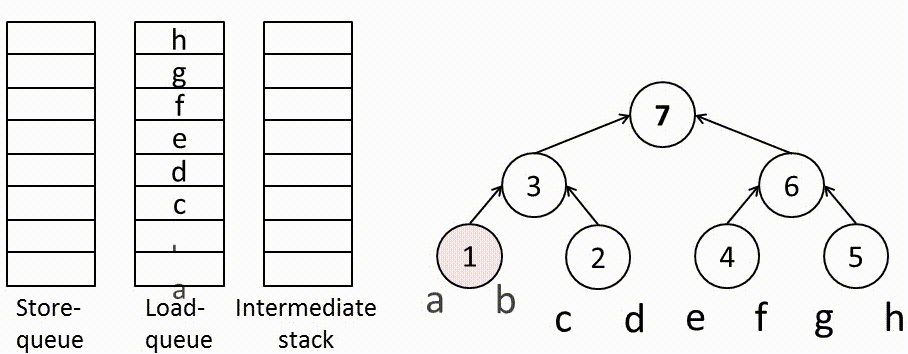 h
g
f
e
d
c
a
Store-
queue
Load-
queue
Intermediate
stack
7
3
6
1
2
4
5
a b
c d e f g h